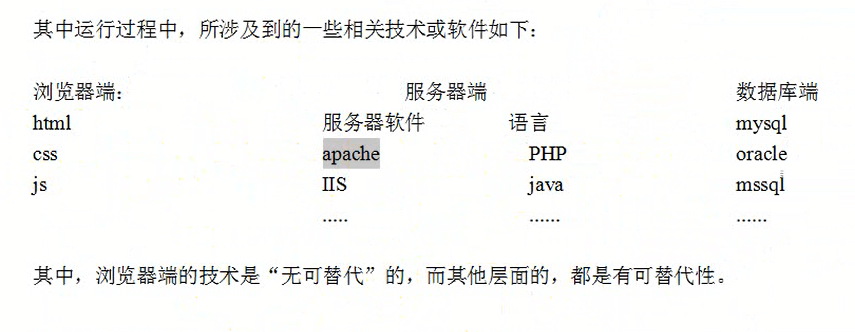 其中运行过程中，所涉及到的一些相关技术或软件如下：
浏览器端： 服务器端 数据库端
html 服务器软件 语言 mysql
css apache PHP oracle
js IIS java mssql
..... ...... ......
其中，浏览器端的技术是“无可替代”的，而其他层面的，都是有可替代性。